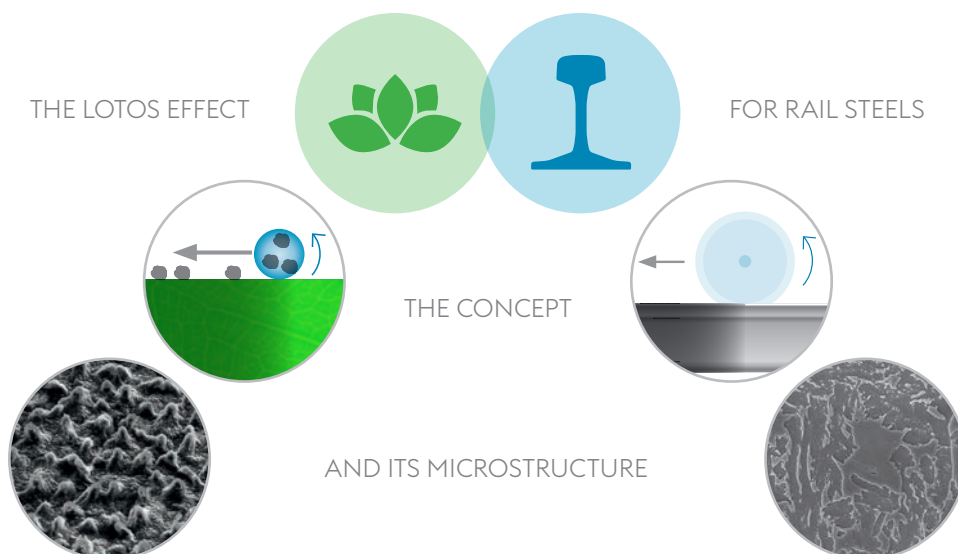 THE LOTOS EFFECT
FOR RAIL STEELS
THE CONCEPT
AND ITS MICROSTRUCTURE